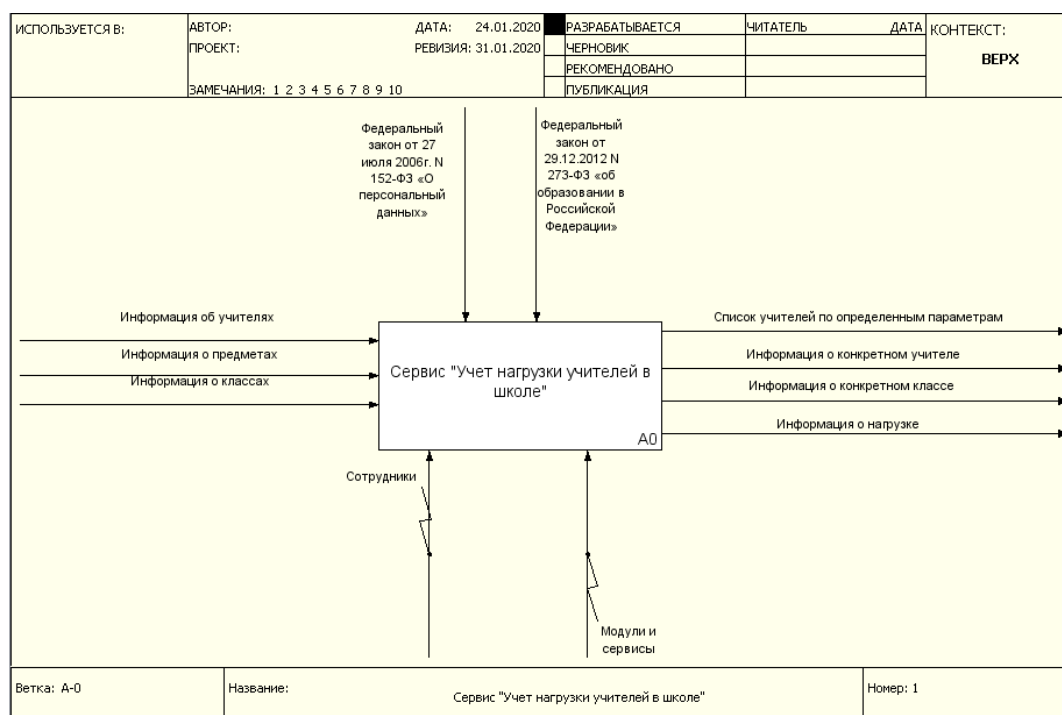 ИСПОЛЬЗУЕТСЯ В:
АВТОР:
ДАТА: 24.01.2020
РАЗРАБАТЫВАЕТСЯ
ЧИТАТЕЛЬ
ДАТА
КОНТЕКСТ:
ПРОЕКТ:
РЕВИЗИЯ: 31.01.2020
ЧЕРНОВИК
ВЕРХ
РЕКОМЕНДОВАНО
ЗАМЕЧАНИЯ: 1 2 3 4 5 6 7 8 9 10
ПУБЛИКАЦИЯ
Федеральный
закон от 27
июля 2006г. N
152-ФЗ «О
персональный
данных»
Федеральный
закон от
29.12.2012 N
273-ФЗ «об
образовании в
Российской
Федерации»
Информация об учителях
Информация о предметах
Информация о классах
Сервис "Учет нагрузки учителей в
школе"
A0
Список учителей по определенным параметрам
Информация о конкретном учителе
Информация о конкретном классе
Информация о нагрузке
Сотрудники
Модули и
сервисы
Ветка: A-0
Название:
Сервис "Учет нагрузки учителей в школе"
Номер: 1